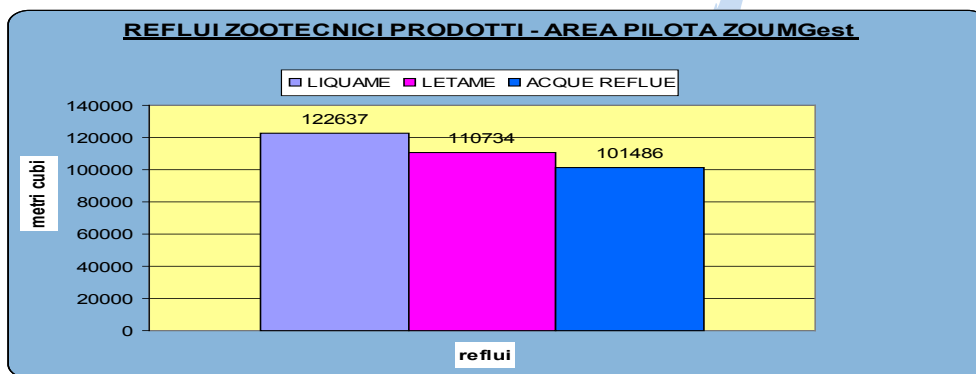 REFLUI ZOOTECNICI PRODOTTI - AREA PILOTA ZOUMGest
LIQUAME LETAME ACQUE REFLUE
140000
120000
100000
80000
60000
40000
20000
0
metri cubi
122637
110734
101486
reflui